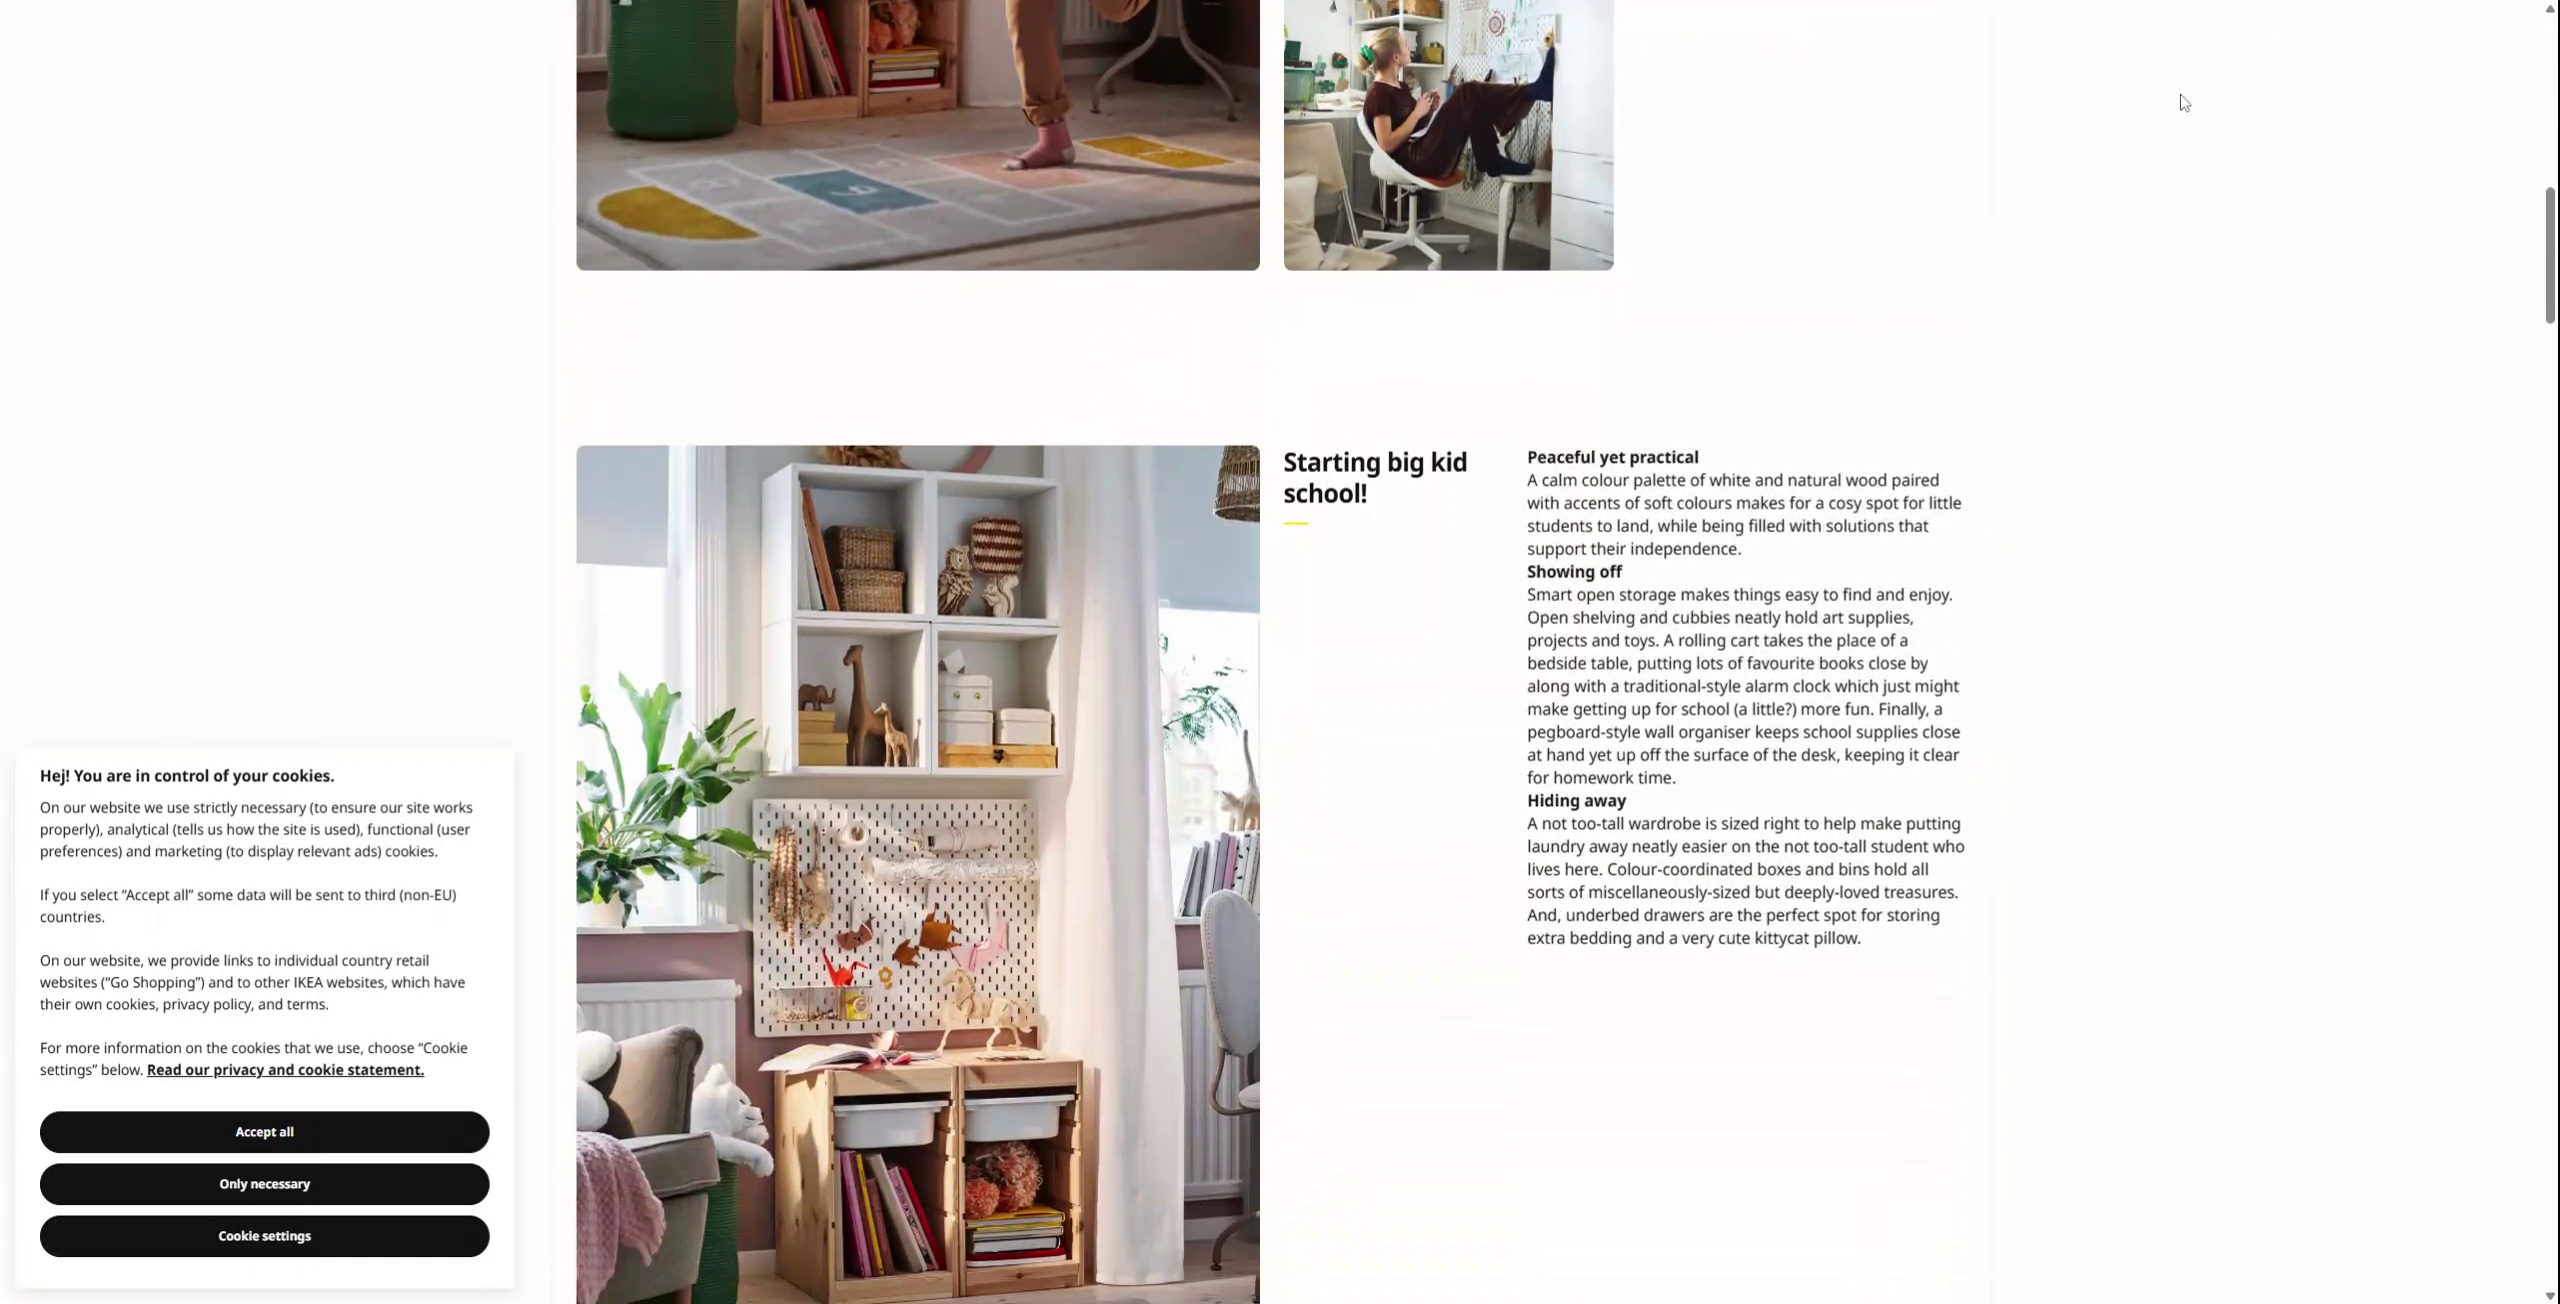 Starting big kid
school!
Peaceful yet practical
A calm colour palette of white and natural wood paired
with accents of soft colours makes for a cosy spot for little
students to land, while being filled with solutions that
support their independence.
Showing off
Smart open storage makes things easy to find and enjoy.
Open shelving and cubbies neatly hold art supplies,
projects and toys. A rolling cart takes the place of a
bedside table, putting lots of favourite books close by
along with a traditional-style alarm clock which just might
make getting up for school (a little?) more fun. Finally, a
pegboard-style wall organiser keeps school supplies close
at hand yet up off the surface of the desk, keeping it clear
for homework time.
Hiding away
A not too-tall wardrobe is sized right to help make putting
laundry away neatly easier on the not too-tall student who
lives here. Colour-coordinated boxes and bins hold all
sorts of miscellaneously-sized but deeply-loved treasures.
And, underbed drawers are the perfect spot for storing
extra bedding and a very cute kittycat pillow.
Hej! You are in control of your cookies.
On our website we use strictly necessary (to ensure our site works
properly), analytical (tells us how the site is used), functional (user
preferences) and marketing (to display relevant ads) cookies.
If you select “Accept all” some data will be sent to third (non-EU)
countries.
On our website, we provide links to individual country retail
websites (“Go Shopping”) and to other IKEA websites, which have
their own cookies, privacy policy, and terms.
For more information on the cookies that we use, choose “Cookie
settings” below. Read our privacy and cookie statement.
Accept all
Only necessary
Cookie settings